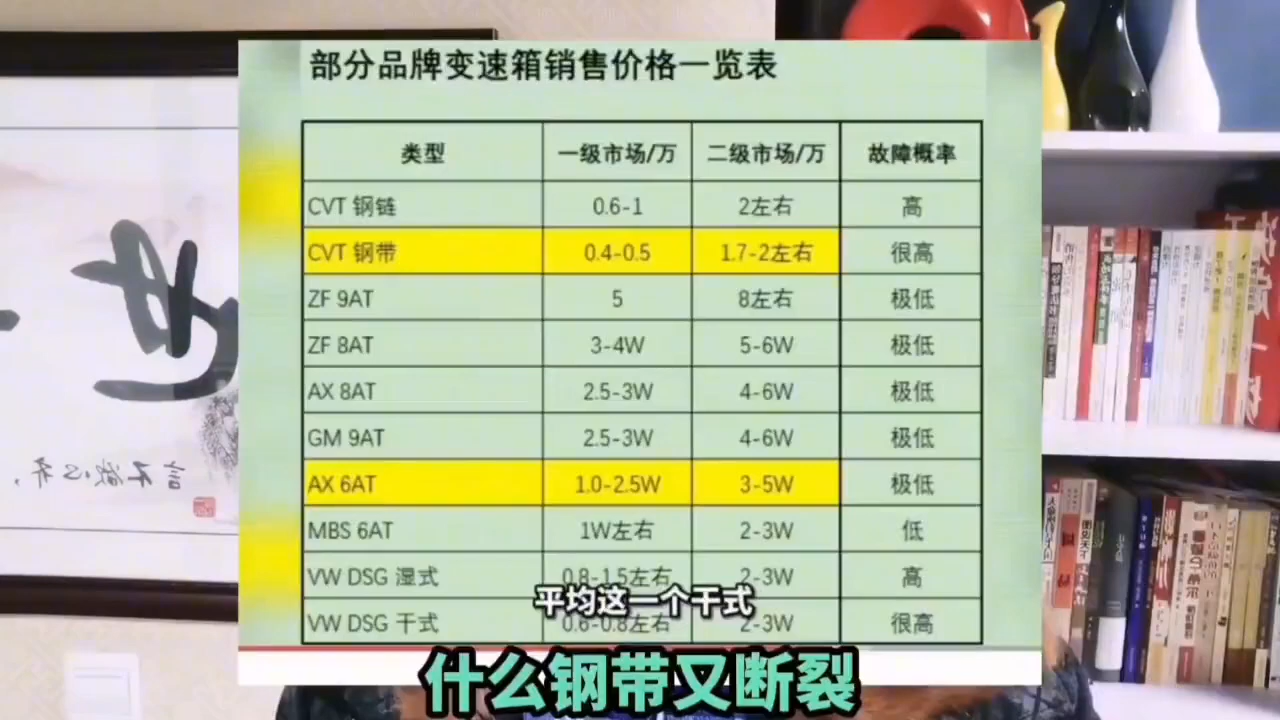 部分品牌变速箱销售价格一览表
类型 一级市场/万 二级市场/万 故障概率
CVT 钢链 0.6-1 2左右 高
CVT 钢带 0.4-0.5 1.7-2左右 很高
ZF 9AT 5 8左右 极低
ZF 8AT 3-4W 5-6W 极低
AX 8AT 2.5-3W 4-6W 极低
GM 9AT 2.5-3W 4-6W 极低
AX 6AT 1.0-2.5W 3-5W 极低
MBS 6AT 1W左右 2-3W 低
VW DSG 湿式 0.8-1.5左右 2-3W 高
平均这一个干式
VW DSG 干式 0.6-0.8左右 2-3W 很高
什么钢带又断裂